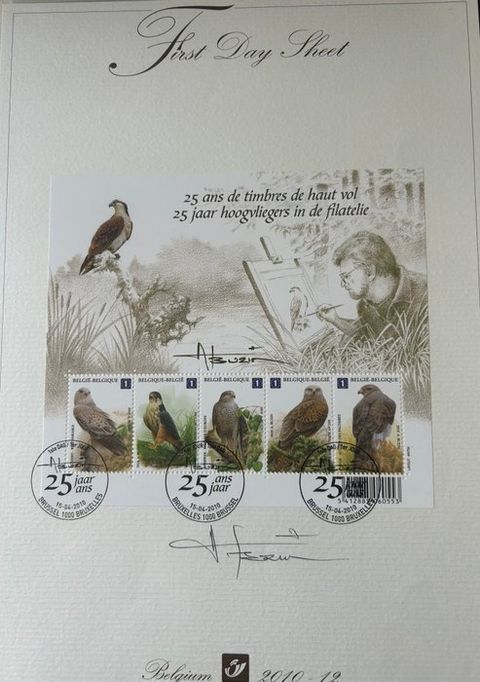 First Day Sheet
25 ans de timbres de haut vol
25 jaar hoogvliegers in de filatelie
ABUZIN
BELGIË-BELGIQUE 1
BELGIQUE-BELGIË 1
BELGIË-BELGIQUE 1
BELGIQUE-BELGIË 1
BELGIË-BELGIQUE 1
25 jaar ans
15-04-2010
BRUSSEL 1000 BRUXELLES
25 ans jaar
15-04-2010
BRUXELLES 1000 BRUSSEL
25 jaar ans
15-04-2010
BRUSSEL 1000 BRUXELLES
Belgium 2010-12